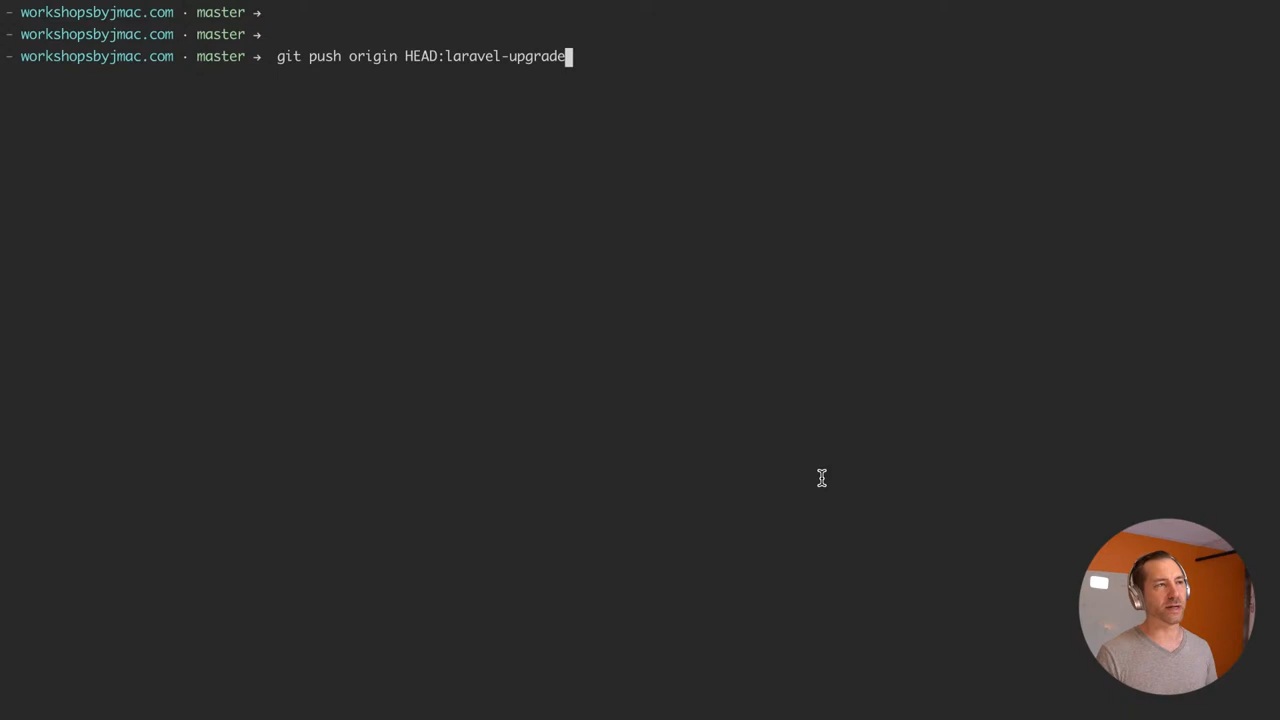 – workshopsbyjmac.com · master ➔
– workshopsbyjmac.com · master ➔
– workshopsbyjmac.com · master ➔ git push origin HEAD:laravel-upgrade